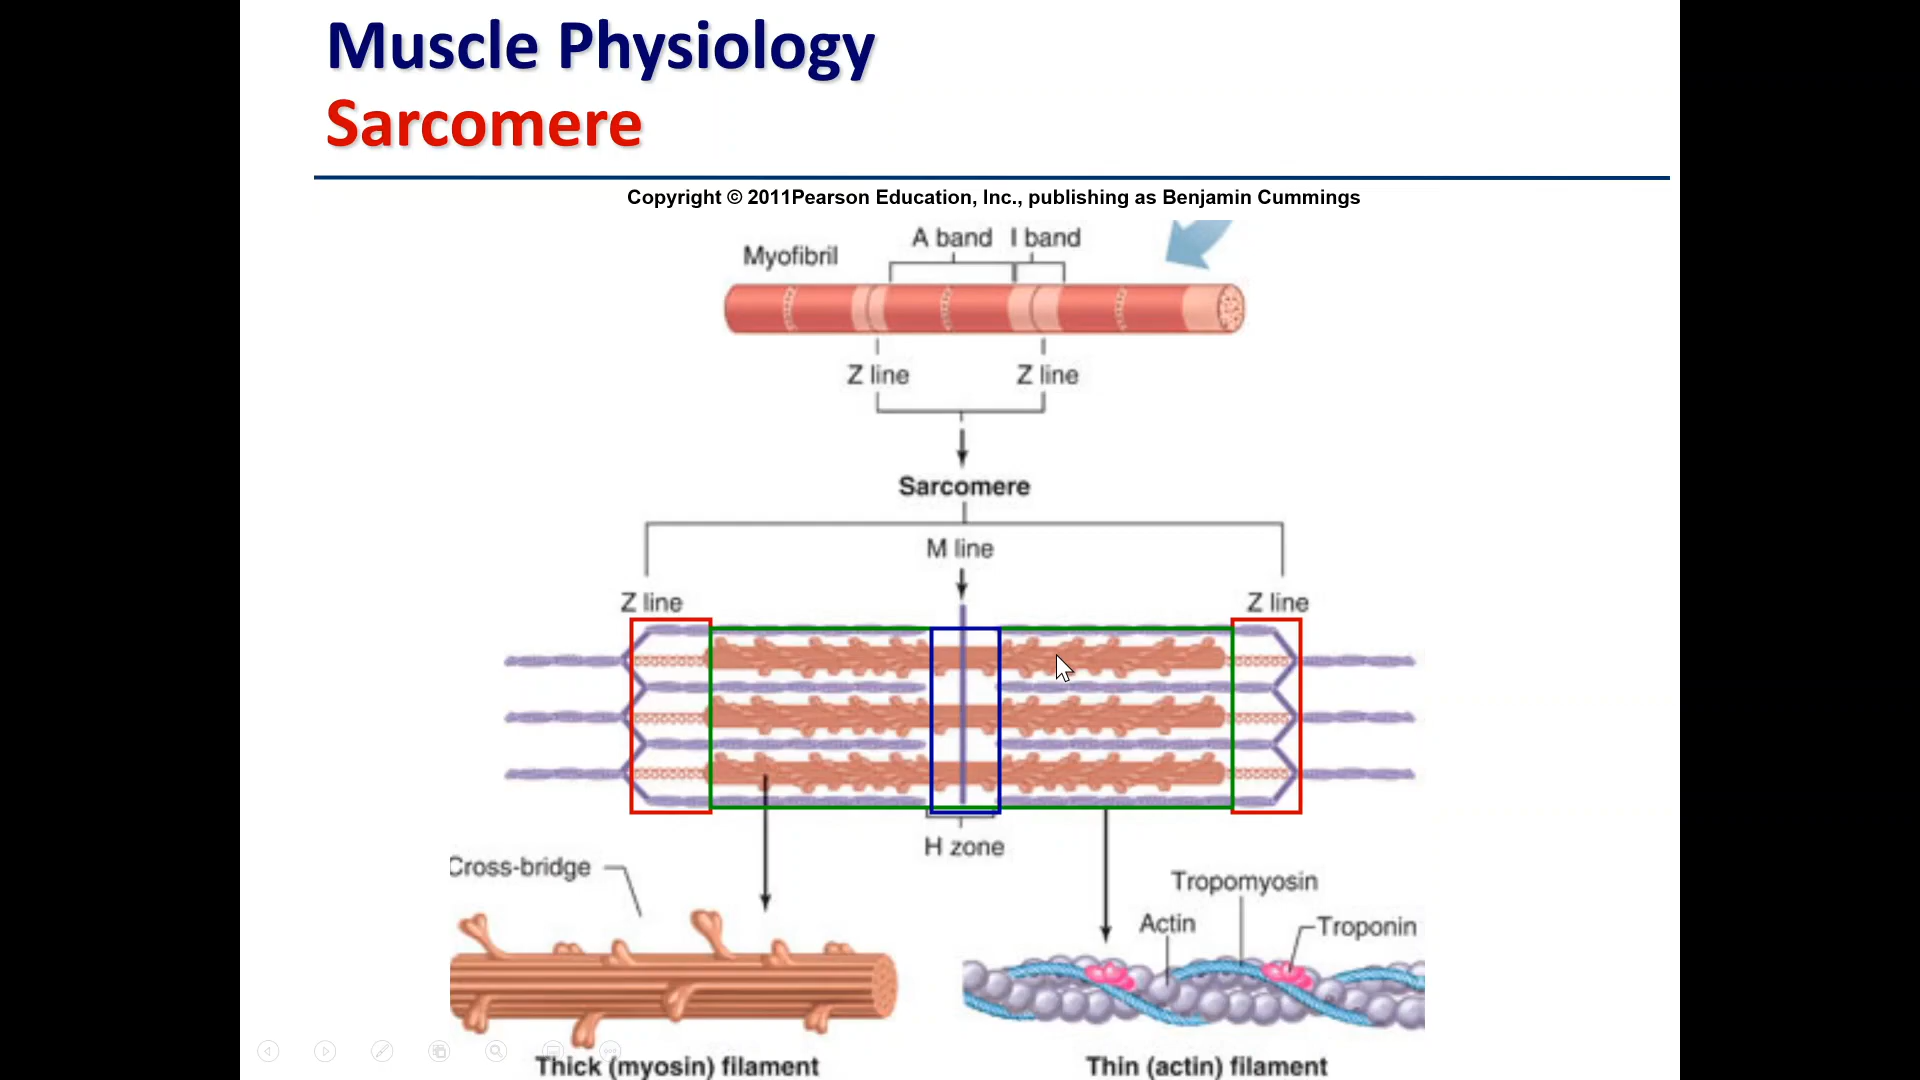 Muscle Physiology
Sarcomere
Copyright © 2011Pearson Education, Inc., publishing as Benjamin Cummings
A band I band
Myofibril
Z line Z line
Sarcomere
M line
Z line Z line
H zone
Cross-bridge
Tropomyosin
Actin
Troponin
Thick (myosin) filament Thin (actin) filament